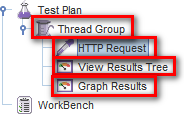 Test Plan
Thread Group
HTTP Request
View Results Tree
Graph Results
WorkBench